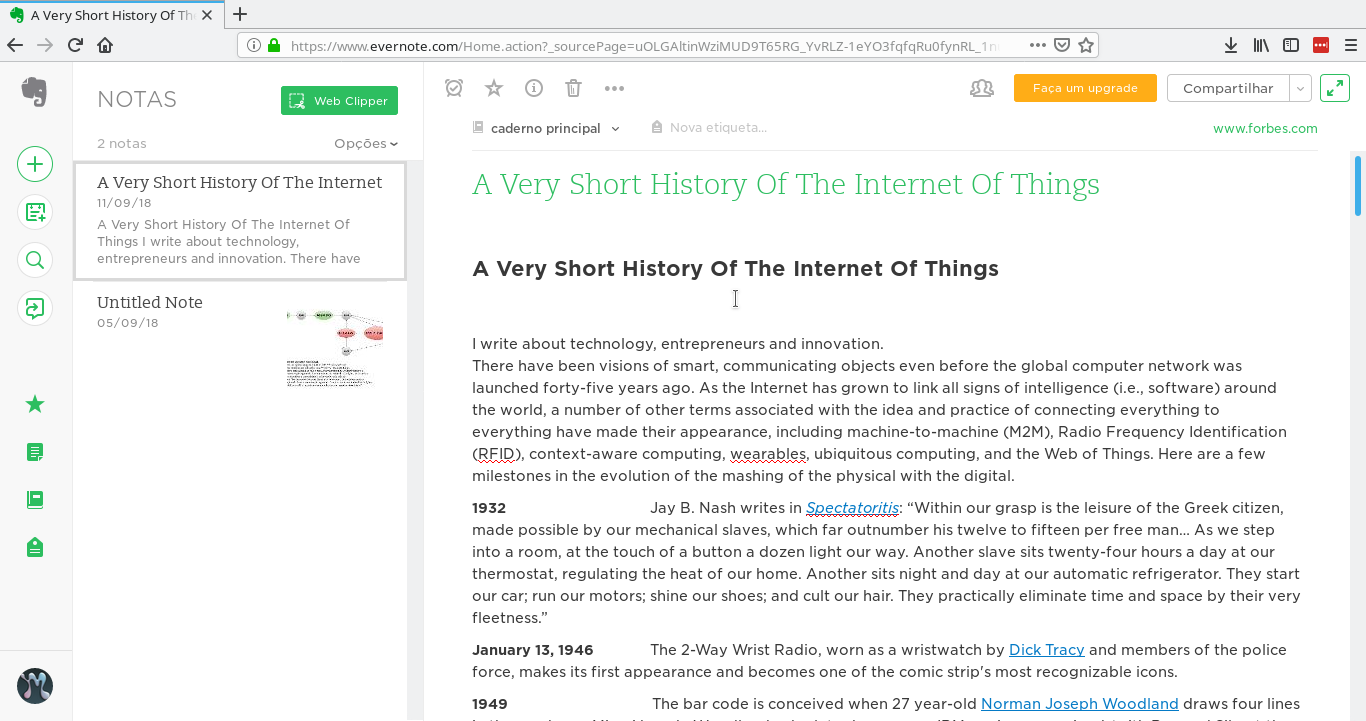 A Very Short History Of The
https://www.evernote.com/Home.action?_sourcePage=uOLGAltinWziMUD9T65RG_YvRLZ-1eYO3fqfqRu0fynRL_1n
NOTAS
Web Clipper
2 notas
Opções
A Very Short History Of The Internet
11/09/18
A Very Short History Of The Internet Of
Things I write about technology,
entrepreneurs and innovation. There have
Untitled Note
05/09/18
Faça um upgrade
Compartilhar
caderno principal
Nova etiqueta...
www.forbes.com
A Very Short History Of The Internet Of Things
A Very Short History Of The Internet Of Things
I write about technology, entrepreneurs and innovation.
There have been visions of smart, communicating objects even before the global computer network was
launched forty-five years ago. As the Internet has grown to link all signs of intelligence (i.e., software) around
the world, a number of other terms associated with the idea and practice of connecting everything to
everything have made their appearance, including machine-to-machine (M2M), Radio Frequency Identification
(RFID), context-aware computing, wearables, ubiquitous computing, and the Web of Things. Here are a few
milestones in the evolution of the mashing of the physical with the digital.
1932 Jay B. Nash writes in Spectatoritis: “Within our grasp is the leisure of the Greek citizen,
made possible by our mechanical slaves, which far outnumber his twelve to fifteen per free man… As we step
into a room, at the touch of a button a dozen light our way. Another slave sits twenty-four hours a day at our
thermostat, regulating the heat of our home. Another sits night and day at our automatic refrigerator. They start
our car; run our motors; shine our shoes; and cult our hair. They practically eliminate time and space by their very
fleetness.”
January 13, 1946 The 2-Way Wrist Radio, worn as a wristwatch by Dick Tracy and members of the police
force, makes its first appearance and becomes one of the comic strip's most recognizable icons.
1949 The bar code is conceived when 27 year-old Norman Joseph Woodland draws four lines